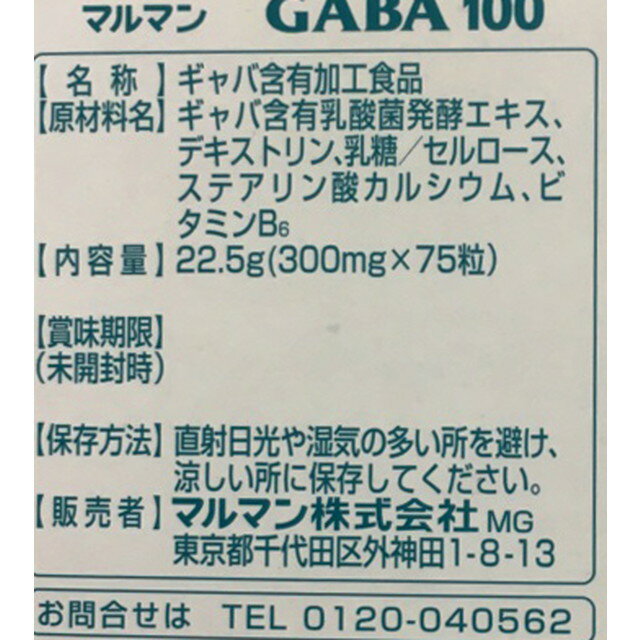 マルマン GABA 100
【名称】ギャバ含有加工食品
【原材料名】ギャバ含有乳酸菌発酵エキス、
デキストリン、乳糖／セルロース、
ステアリン酸カルシウム、ビ
タミンB₆
【内容量】22.5g(300mg×75粒)
【賞味期限】
(未開封時)
【保存方法】直射日光や湿気の多い所を避け、
涼しい所に保存してください。
【販売者】マルマン株式会社 MG
東京都千代田区外神田1-8-13
お問合せは TEL 0120-040562